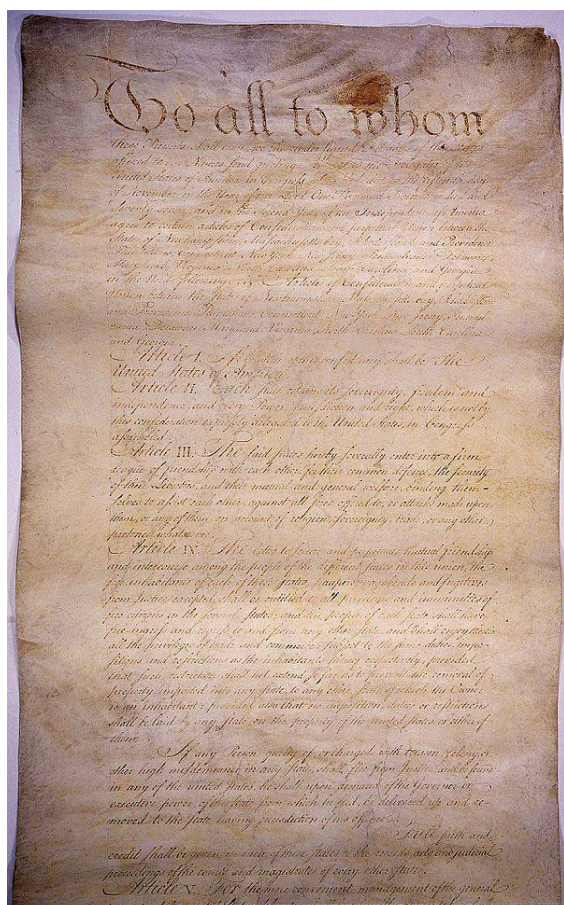 To all to whom
these Presents shall come, we the under signed Delegates of the States
affixed to our Names send greeting. Whereas the Delegates of the
United States of America in Congress assembled did on the fifteenth day
of November in the Year of our Lord One Thousand Seven Hundred and
Seventy seven, and in the Second Year of the Independence of America
agree to certain articles of Confederation and perpetual Union between the
States of Newhampshire, Massachusetts-bay, Rhodeisland and Providence
Plantations, Connecticut, New York, New Jersey, Pennsylvania, Delaware,
Maryland, Virginia, North-Carolina, South-Carolina and Georgia
in the Words following, viz. Articles of Confederation and perpetual
Union between the States of Newhampshire, Massachusetts-bay, Rhodeisland
and Providence Plantations, Connecticut, New-York, New-Jersey, Pennsyl-
vania, Delaware, Maryland, Virginia, North-Carolina, South-Carolina
and Georgia.
Article I. The Stile of this confederacy shall be "The
United States of America."
Article II. Each state retains its sovereignty, freedom and
independence, and every Power, Jurisdiction and right, which is not by
this confederation expressly delegated to the United States, in Congress
assembled.
Article III. The said states hereby severally enter into a firm
league of friendship with each other, for their common defence, the security
of their Liberties, and their mutual and general welfare, binding them-
selves to assist each other, against all force offered to, or attacks made upon
them, or any of them, on account of religion, sovereignty, trade, or any other
pretence whatever.
Article IV. The better to secure and perpetuate mutual friendship
and intercourse among the people of the different states in this union, the
free inhabitants of each of these states, paupers, vagabonds and fugitives
from Justice excepted, shall be entitled to all privileges and immunities of
free citizens in the several states; and the people of each state shall have
free ingress and regress to and from any other state, and shall enjoy therein
all the privileges of trade and commerce, subject to the same duties, impo-
sitions and restrictions as the inhabitants thereof respectively, provided
that such restriction shall not extend so far as to prevent the removal of
property imported into any state, to any other state of which the Owner
is an inhabitant; provided also that no imposition, duties or restriction
shall be laid by any state, on the property of the united states, or either of
them.
If any Person guilty of, or charged with treason, felony, or
other high misdemeanor in any state, shall flee from Justice, and be found
in any of the united states, he shall upon demand of the Governor or
executive power, of the state from which he fled, be delivered up and re-
moved to the state having jurisdiction of his offence.
Full faith and
credit shall be given in each of these states to the records, acts and judicial
proceedings of the courts and magistrates of every other state.
Article V. For the more convenient management of the general